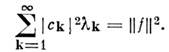 ∑_{k=1}^{∞} |c_k|²λ_k = ‖f‖².